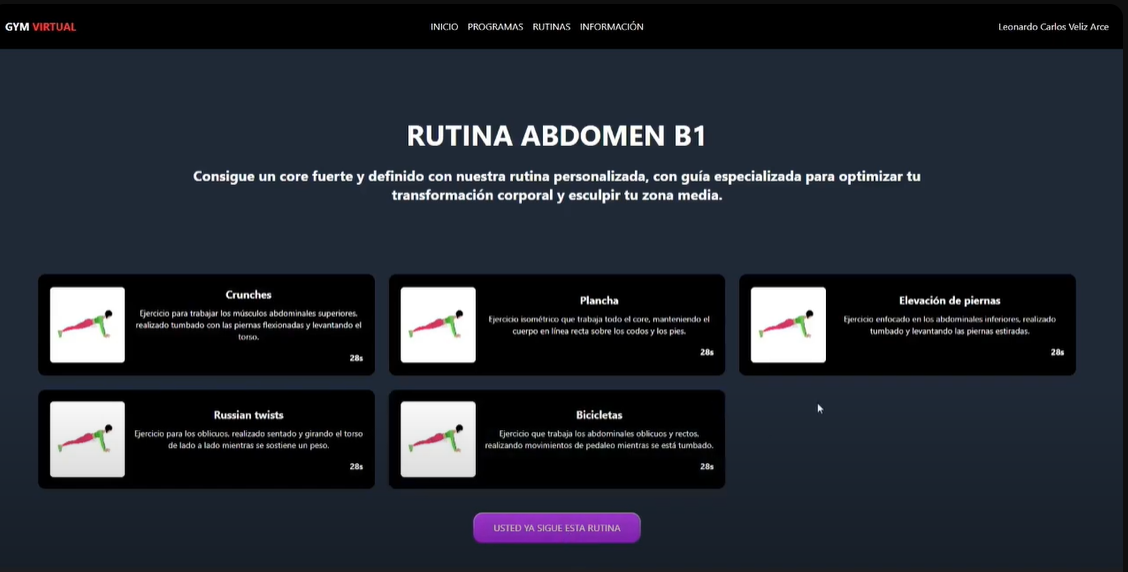 GYM VIRTUAL
INICIO PROGRAMAS RUTINAS INFORMACIÓN
Leonardo Carlos Veliz Arce
RUTINA ABDOMEN B1
Consigue un core fuerte y definido con nuestra rutina personalizada, con guía especializada para optimizar tu
transformación corporal y esculpir tu zona media.
Crunches
Ejercicio para trabajar los músculos abdominales superiores,
realizado tumbado con las piernas flexionadas y levantando el
torso.
28s
Plancha
Ejercicio isométrico que trabaja todo el core, manteniendo el
cuerpo en línea recta sobre los codos y los pies.
28s
Elevación de piernas
Ejercicio enfocado en los abdominales inferiores, realizado
tumbado y levantando las piernas estiradas.
28s
Russian twists
Ejercicio para los oblicuos, realizado sentado y girando el torso
de lado a lado mientras se sostiene un peso.
28s
Bicicletas
Ejercicio que trabaja los abdominales oblicuos y rectos,
realizando movimientos de pedaleo mientras se está tumbado.
28s
USTED YA SIGUE ESTA RUTINA